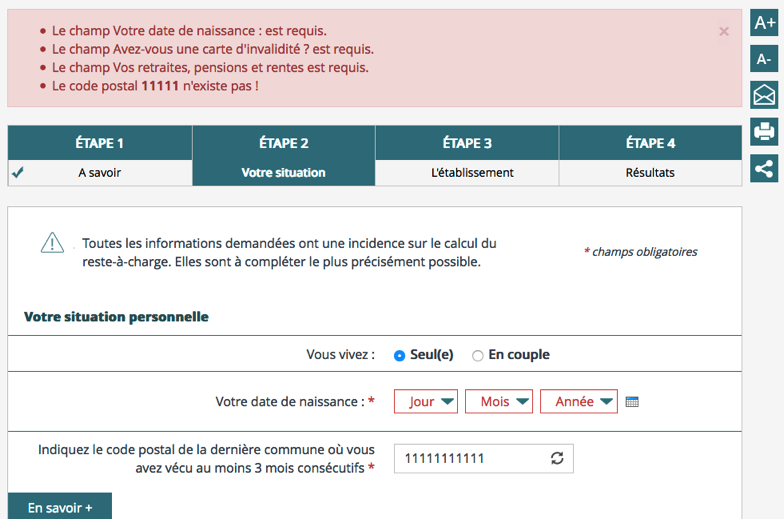 Le champ Votre date de naissance : est requis.
Le champ Avez-vous une carte d'invalidité ? est requis.
Le champ Vos retraites, pensions et rentes est requis.
Le code postal 11111 n'existe pas !
×
A+
A-
ÉTAPE 1
ÉTAPE 2
ÉTAPE 3
ÉTAPE 4
A savoir
Votre situation
L'établissement
Résultats
Toutes les informations demandées ont une incidence sur le calcul du
reste-à-charge. Elles sont à compléter le plus précisément possible.
* champs obligatoires
Votre situation personnelle
Vous vivez :
Seul(e)
En couple
Votre date de naissance : *
Jour
Mois
Année
Indiquez le code postal de la dernière commune où vous
avez vécu au moins 3 mois consécutifs *
11111111111
En savoir +